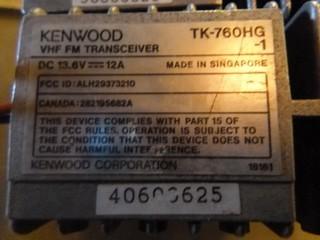 KENWOOD TK-760HG
VHF FM TRANSCEIVER -1
DC 13.6V 12A MADE IN SINGAPORE
FCC ID: ALH29373210
CANADA: 282195682A
THIS DEVICE COMPLIES WITH PART 15 OF
THE FCC RULES. OPERATION IS SUBJECT TO
THE CONDITION THAT THIS DEVICE DOES NOT
CAUSE HARMFUL INTERFERENCE.
KENWOOD CORPORATION